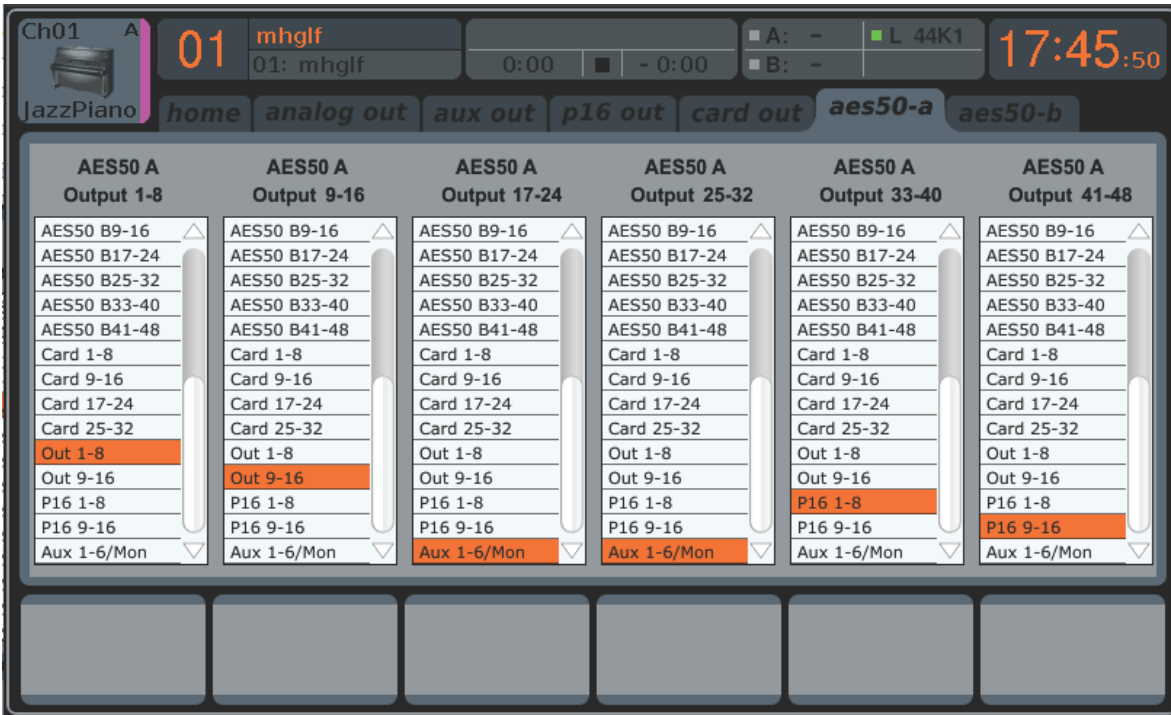 Ch01 A
JazzPiano
01
mhglf
01: mhglf
0:00 - 0:00
A: -
B: -
L 44K1
17:45:50
home analog out aux out p16 out card out aes50-a aes50-b
AES50 A
Output 1-8
AES50 B9-16
AES50 B17-24
AES50 B25-32
AES50 B33-40
AES50 B41-48
Card 1-8
Card 9-16
Card 17-24
Card 25-32
Out 1-8
Out 9-16
P16 1-8
P16 9-16
Aux 1-6/Mon
AES50 A
Output 9-16
AES50 B9-16
AES50 B17-24
AES50 B25-32
AES50 B33-40
AES50 B41-48
Card 1-8
Card 9-16
Card 17-24
Card 25-32
Out 1-8
Out 9-16
P16 1-8
P16 9-16
Aux 1-6/Mon
AES50 A
Output 17-24
AES50 B9-16
AES50 B17-24
AES50 B25-32
AES50 B33-40
AES50 B41-48
Card 1-8
Card 9-16
Card 17-24
Card 25-32
Out 1-8
Out 9-16
P16 1-8
P16 9-16
Aux 1-6/Mon
AES50 A
Output 25-32
AES50 B9-16
AES50 B17-24
AES50 B25-32
AES50 B33-40
AES50 B41-48
Card 1-8
Card 9-16
Card 17-24
Card 25-32
Out 1-8
Out 9-16
P16 1-8
P16 9-16
Aux 1-6/Mon
AES50 A
Output 33-40
AES50 B9-16
AES50 B17-24
AES50 B25-32
AES50 B33-40
AES50 B41-48
Card 1-8
Card 9-16
Card 17-24
Card 25-32
Out 1-8
Out 9-16
P16 1-8
P16 9-16
Aux 1-6/Mon
AES50 A
Output 41-48
AES50 B9-16
AES50 B17-24
AES50 B25-32
AES50 B33-40
AES50 B41-48
Card 1-8
Card 9-16
Card 17-24
Card 25-32
Out 1-8
Out 9-16
P16 1-8
P16 9-16
Aux 1-6/Mon